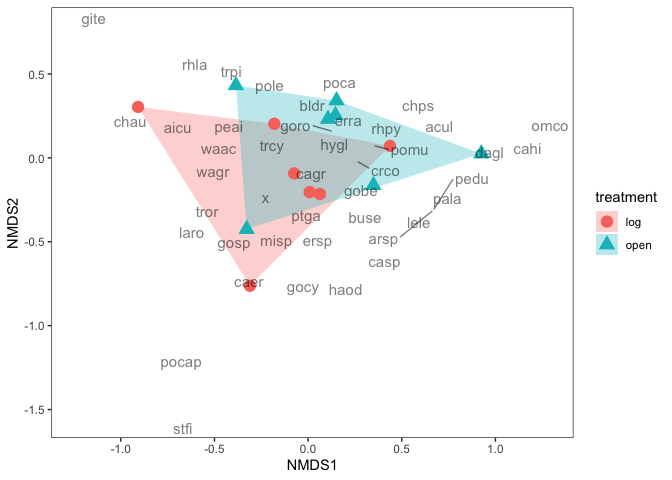 gite
rhla
trpi
0.5
pole
poca
bldr
chps
chau
aicu
peai
goro
erra
rhpy
acul
omco
waac
trcy
hygl
pomu
dagl
cahi
0.0
wagr
cagr
crco
pedu
gobe
x
pala
tror
ptga
buse
lele
laro
gosp
misp
ersp
arsp
-0.5
casp
caer
gocy
haod
-1.0
pocap
-1.5
stfi
-1.0
-0.5
0.0
0.5
1.0
NMDS1
NMDS2
treatment
log
open